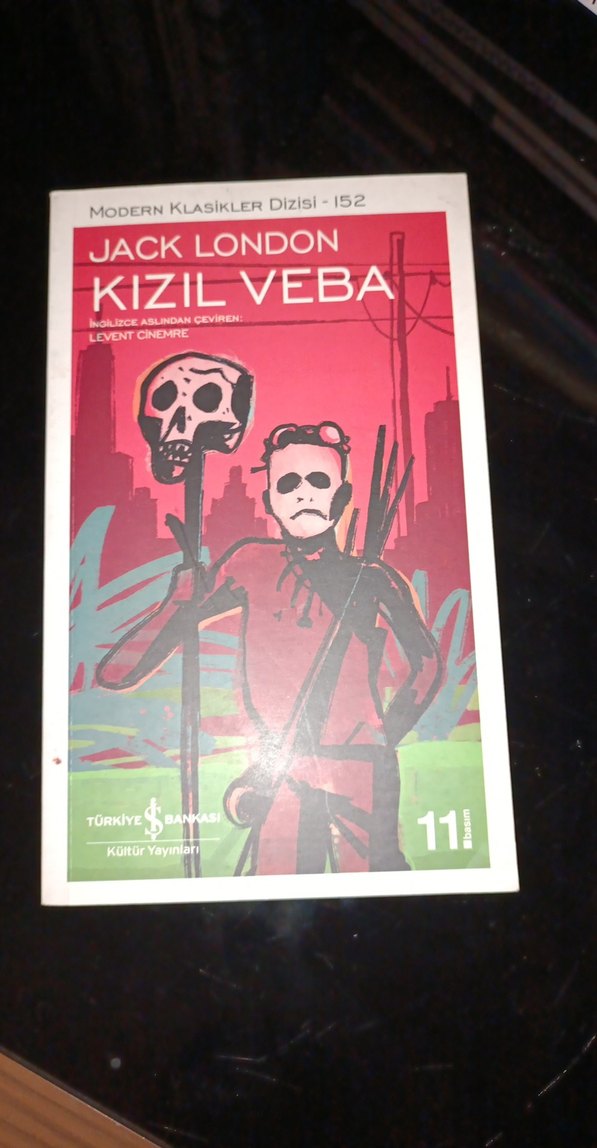 MODERN KLASİKLER DİZİSİ - 152
JACK LONDON
KIZIL VEBA
İNGİLİZCE ASLINDAN ÇEVİREN:
LEVENT CİNEMRE
TÜRKİYE İŞ BANKASI
Kültür Yayınları
11.
basım